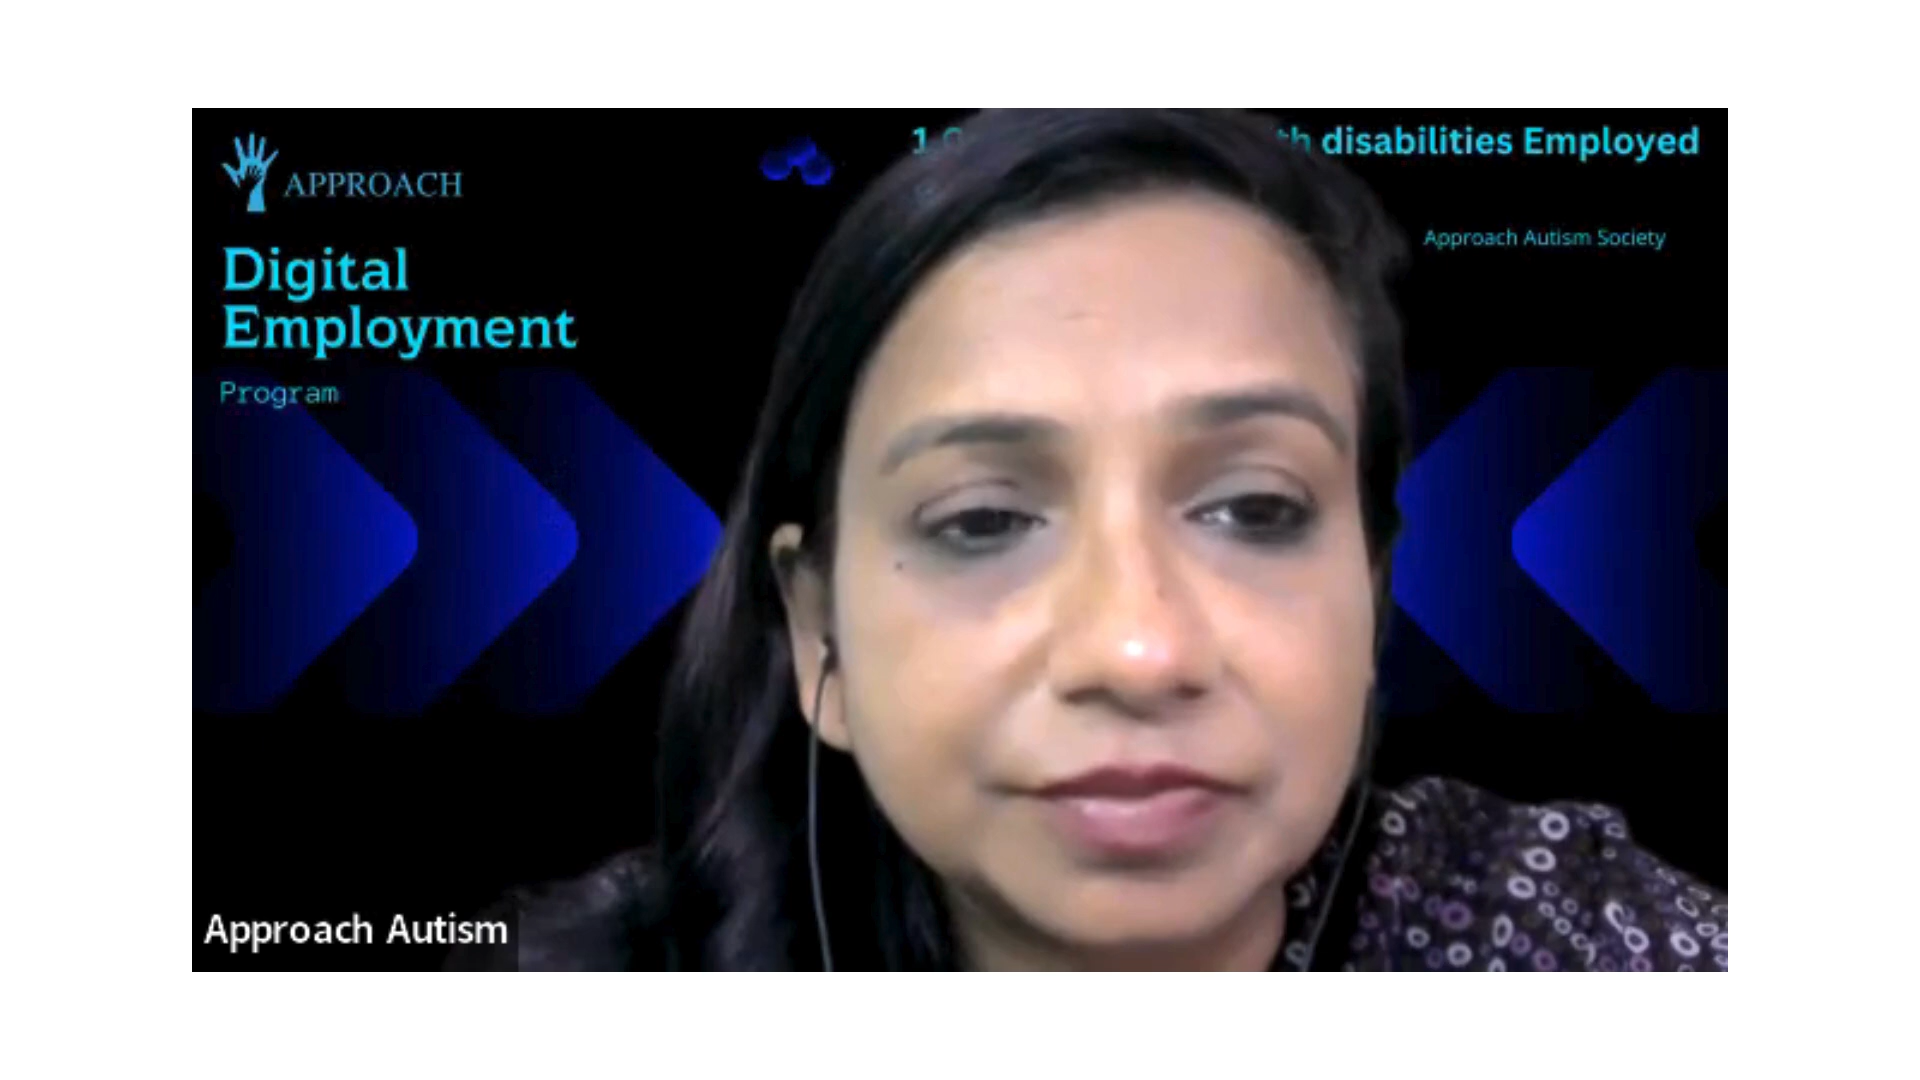 APPROACH
Digital
Employment
Program
disabilities Employed
Approach Autism Society
Approach Autism